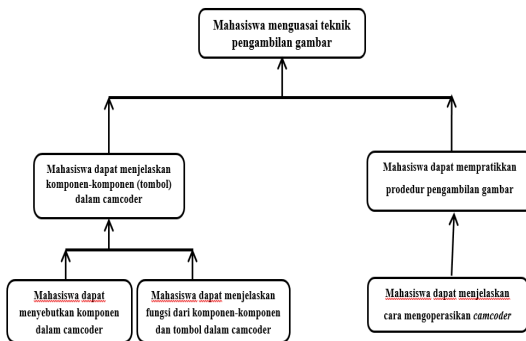 Mahasiswa menguasai teknik
pengambilan gambar
Mahasiswa dapat menjelaskan
komponen-komponen (tombol)
dalam camcoder
Mahasiswa dapat mempratikkan
prodedur pengambilan gambar
Mahasiswa dapat
menyebutkan komponen
dalam camcoder
Mahasiswa dapat menjelaskan
fungsi dari komponen-komponen
dan tombol dalam camcoder
Mahasiswa dapat menjelaskan
cara mengoperasikan camcoder